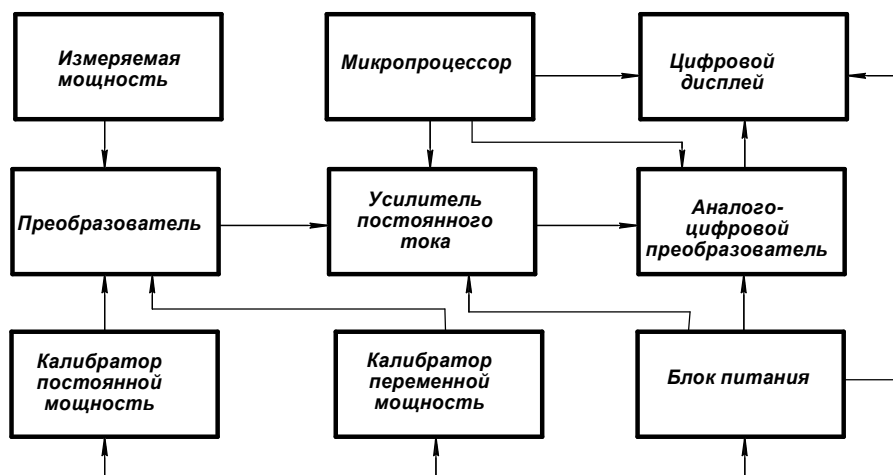 Измеряемая
мощность
Микропроцессор
Цифровой
дисплей
Преобразователь
Усилитель
постоянного
тока
Аналого-
цифровой
преобразователь
Калибратор
постоянной
мощность
Калибратор
переменной
мощность
Блок питания